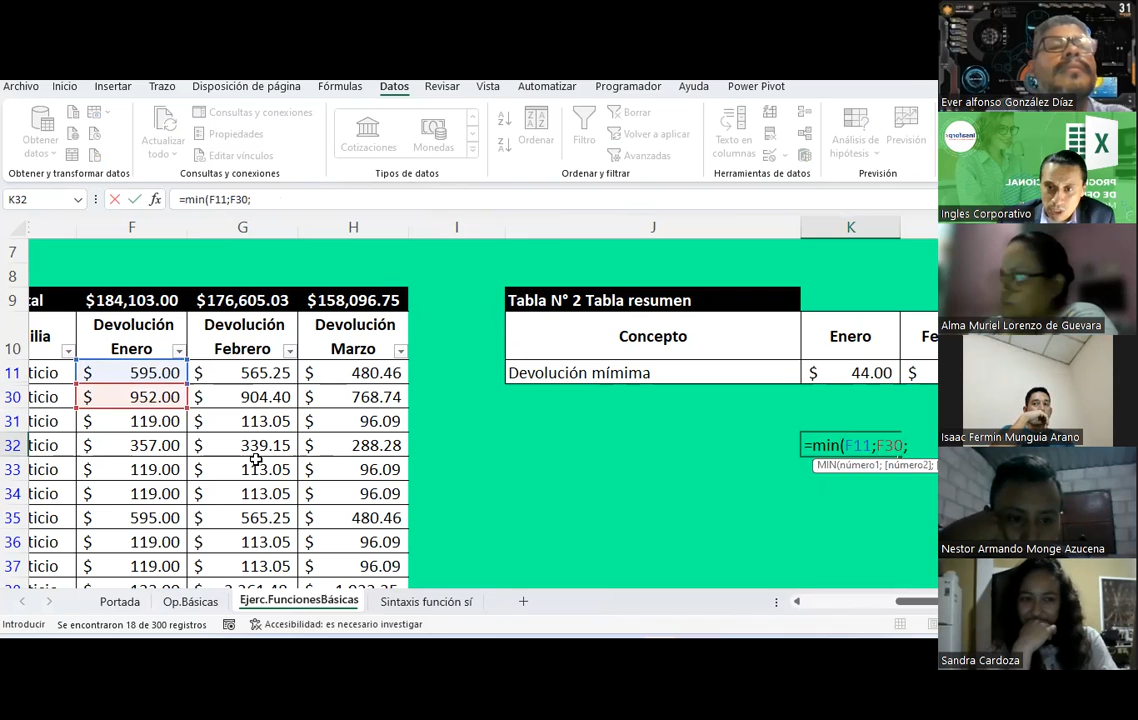 31
Archivo Inicio Insertar Trazo Disposición de página Fórmulas Datos Revisar Vista Automatizar Programador Ayuda Power Pivot
Obtener datos
Actualizar todo
Consultas y conexiones
Propiedades
Editar vínculos
Cotizaciones
Monedas
Ordenar
Filtro
Borrar
Volver a aplicar
Avanzadas
Texto en columnas
Análisis de hipótesis
Previsión
Obtener y transformar datos Consultas y conexiones Tipos de datos Ordenar y filtrar Herramientas de datos Previsión
K32 fx =min(F11;F30;
F G H I J K
7
8
9 tal $184,103.00 $176,605.03 $158,096.75 Tabla N° 2 Tabla resumen
10 ilia Devolución Enero Devolución Febrero Devolución Marzo Concepto Enero Fe
11 ticio $ 595.00 $ 565.25 $ 480.46 Devolución mímima $ 44.00 $
30 ticio $ 952.00 $ 904.40 $ 768.74
31 ticio $ 119.00 $ 113.05 $ 96.09
32 ticio $ 357.00 $ 339.15 $ 288.28 =min(F11;F30;
33 ticio $ 119.00 $ 113.05 $ 96.09 MIN(número1; [número2]; [
34 ticio $ 119.00 $ 113.05 $ 96.09
35 ticio $ 595.00 $ 565.25 $ 480.46
36 ticio $ 119.00 $ 113.05 $ 96.09
37 ticio $ 119.00 $ 113.05 $ 96.09
Portada Op.Básicas Ejerc.FuncionesBásicas Sintaxis función sí
Introducir Se encontraron 18 de 300 registros Accesibilidad: es necesario investigar
Ever alfonso González Díaz
Ingles Corporativo
Alma Muriel Lorenzo de Guevara
Isaac Fermin Munguia Arano
Nestor Armando Monge Azucena
Sandra Cardoza